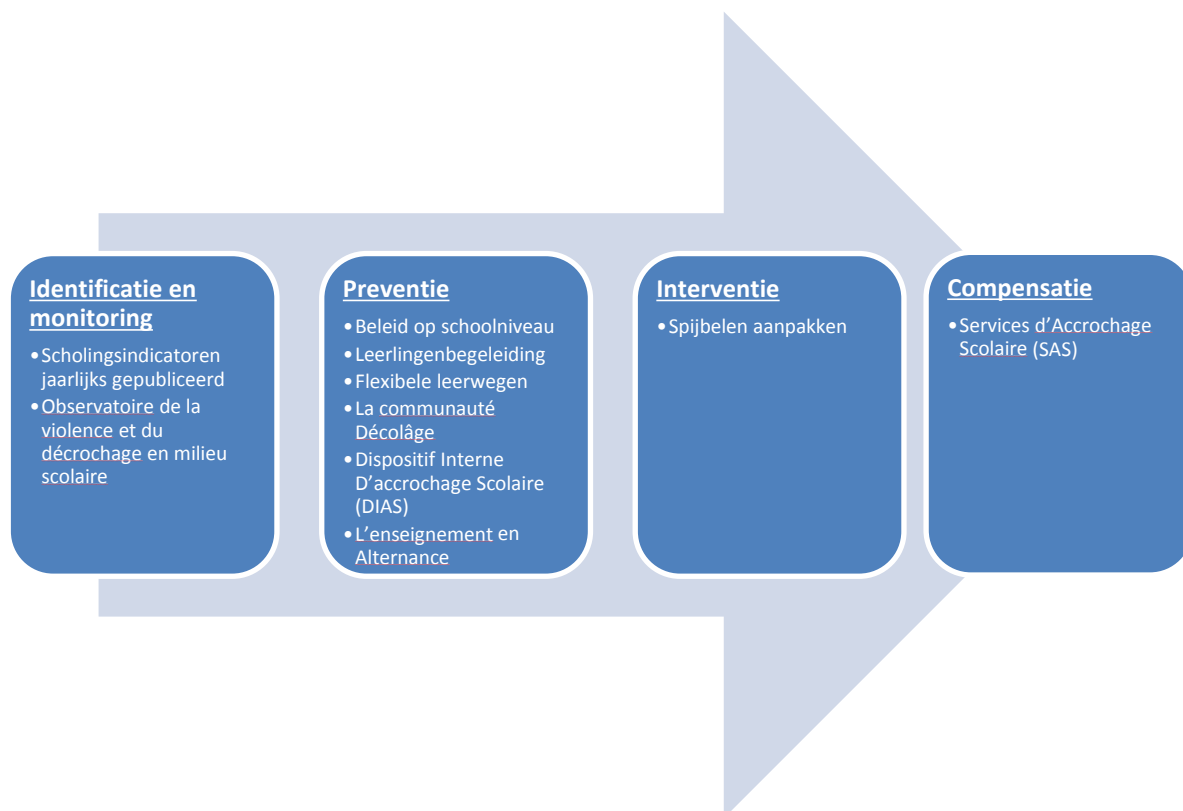 Identificatie en
monitoring
•Scholingsindicatoren
jaarlijks gepubliceerd
•Observatoire de la
violence et du
décrochage en milieu
scolaire
Preventie
•Beleid op schoolniveau
•Leerlingenbegeleiding
•Flexibele leerwegen
•La communauté
Décolâge
•Dispositif Interne
D’accrochage Scolaire
(DIAS)
•L’enseignement en
Alternance
Interventie
•Spijbelen aanpakken
Compensatie
•Services d’Accrochage
Scolaire (SAS)